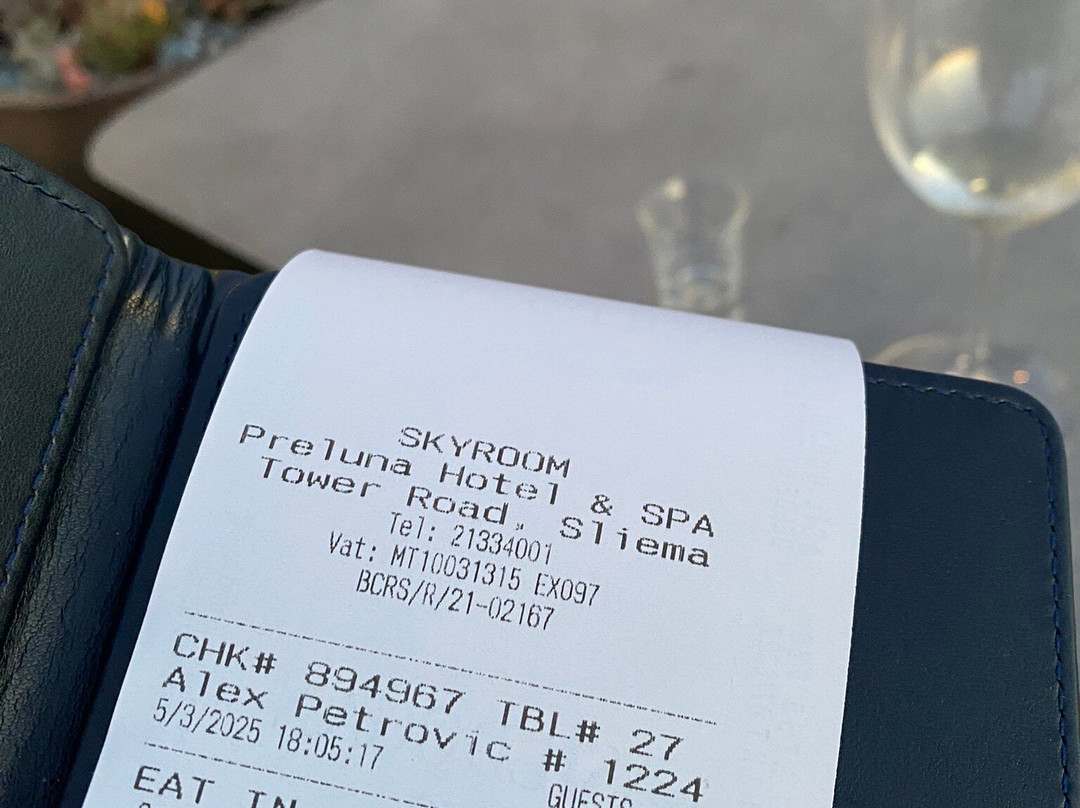 SKYROOM
Preluna Hotel & SPA
Tower Road, Sliema
Tel: 21334001
Vat: MT10031315 EX097
BCRS/R/21-02167
CHK# 894967 TBL# 27
Alex Petrovic # 1224
5/3/2025 18:05:17
EAT IN
GUESTS